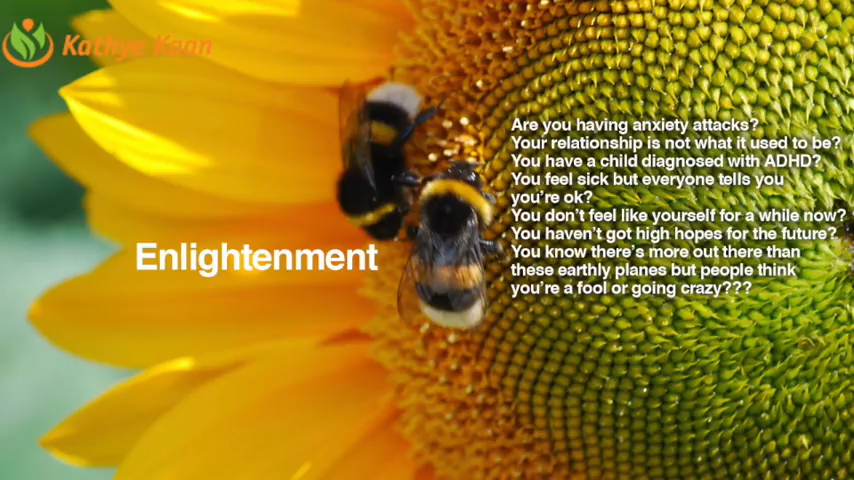 Kathye Kaan
Are you having anxiety attacks?
Your relationship is not what it used to be?
You have a child diagnosed with ADHD?
You feel sick but everyone tells you
you're ok?
You don't feel like yourself for a while now?
You haven't got high hopes for the future?
You know there's more out there than
these earthly planes but people think
you're a fool or going crazy???
Enlightenment